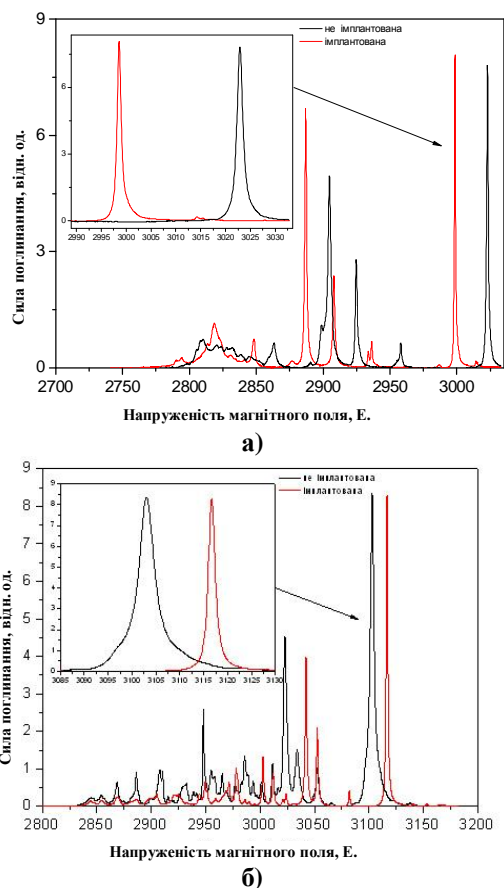 не імплантована
імплантована
9
6
3
0
8
6
3
0
2990 2995 3000 3005 3010 3015 3020 3025 3030
2700 2750 2800 2850 2900 2950 3000
Сила поглинання, відн. од.
Напруженість магнітного поля, Е.
а)
не імплантована
імплантована
9
8
7
6
5
4
3
2
1
0
9
8
7
6
5
4
3
2
1
0
3085 3090 3095 3100 3105 3110 3115 3120 3125 3130
2800 2850 2900 2950 3000 3050 3100 3150 3200
Сила поглинання, відн. од.
Напруженість магнітного поля, Е.
б)